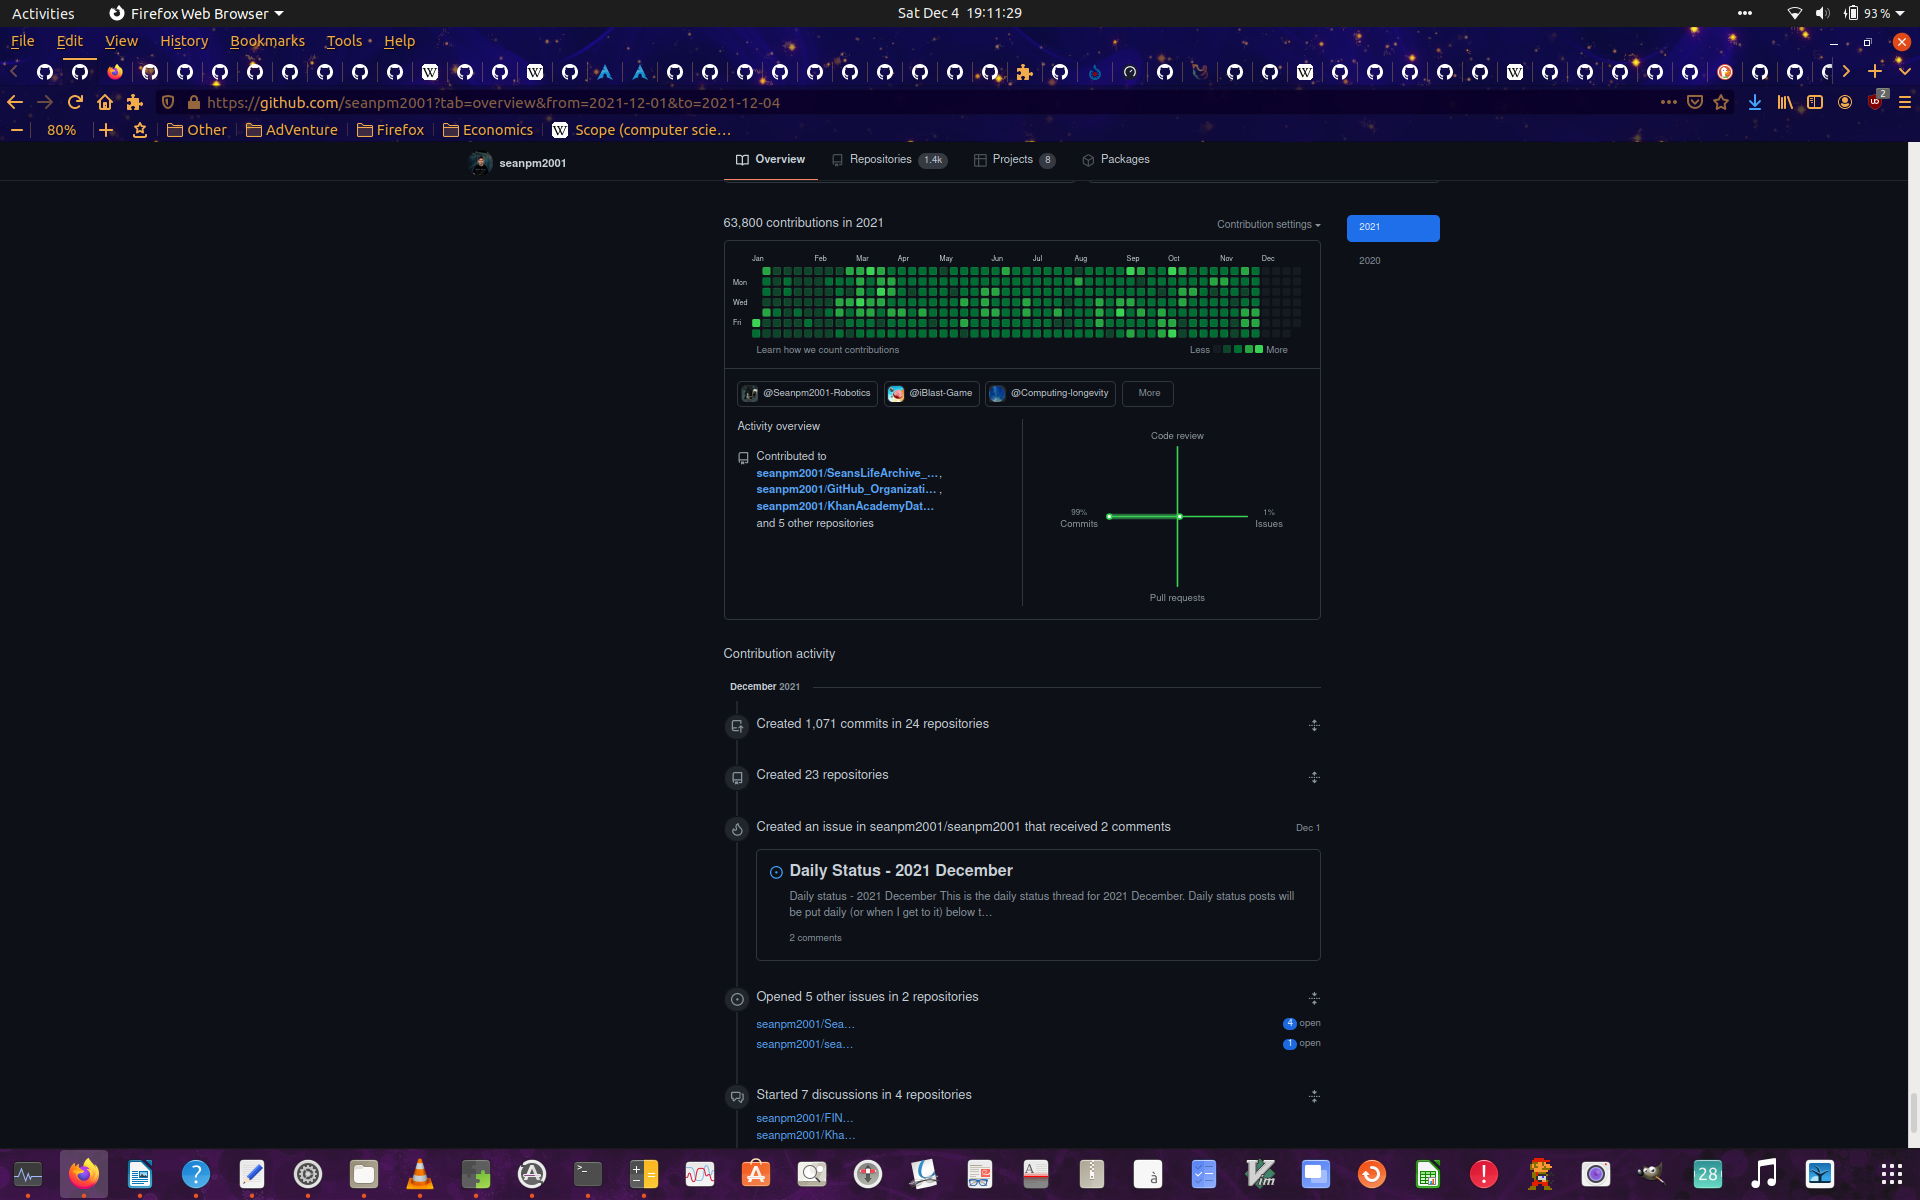 Activities
Firefox Web Browser
Sat Dec 4 19:11:29
93 %
File Edit View History Bookmarks Tools Help
https://github.com/seanpm2001?tab=overview&from=2021-12-01&to=2021-12-04
2
80%
Other
AdVenture
Firefox
Economics
Scope (computer scie…
seanpm2001
Overview
Repositories 1.4k
Projects 8
Packages
63,800 contributions in 2021
Contribution settings
2021
2020
Jan Feb Mar Apr May Jun Jul Aug Sep Oct Nov Dec
Mon
Wed
Fri
Learn how we count contributions
Less More
@Seanpm2001-Robotics
@iBlast-Game
@Computing-longevity
More
Activity overview
Contributed to
seanpm2001/SeansLifeArchive_…,
seanpm2001/GitHub_Organizati… ,
seanpm2001/KhanAcademyDat…
and 5 other repositories
Code review
99%
Commits
1%
Issues
Pull requests
Contribution activity
December 2021
Created 1,071 commits in 24 repositories
Created 23 repositories
Created an issue in seanpm2001/seanpm2001 that received 2 comments
Dec 1
Daily Status - 2021 December
Daily status - 2021 December This is the daily status thread for 2021 December. Daily status posts will
be put daily (or when I get to it) below t…
2 comments
Opened 5 other issues in 2 repositories
seanpm2001/Sea…
4 open
seanpm2001/sea…
1 open
Started 7 discussions in 4 repositories
seanpm2001/FIN…
seanpm2001/Kha…
28